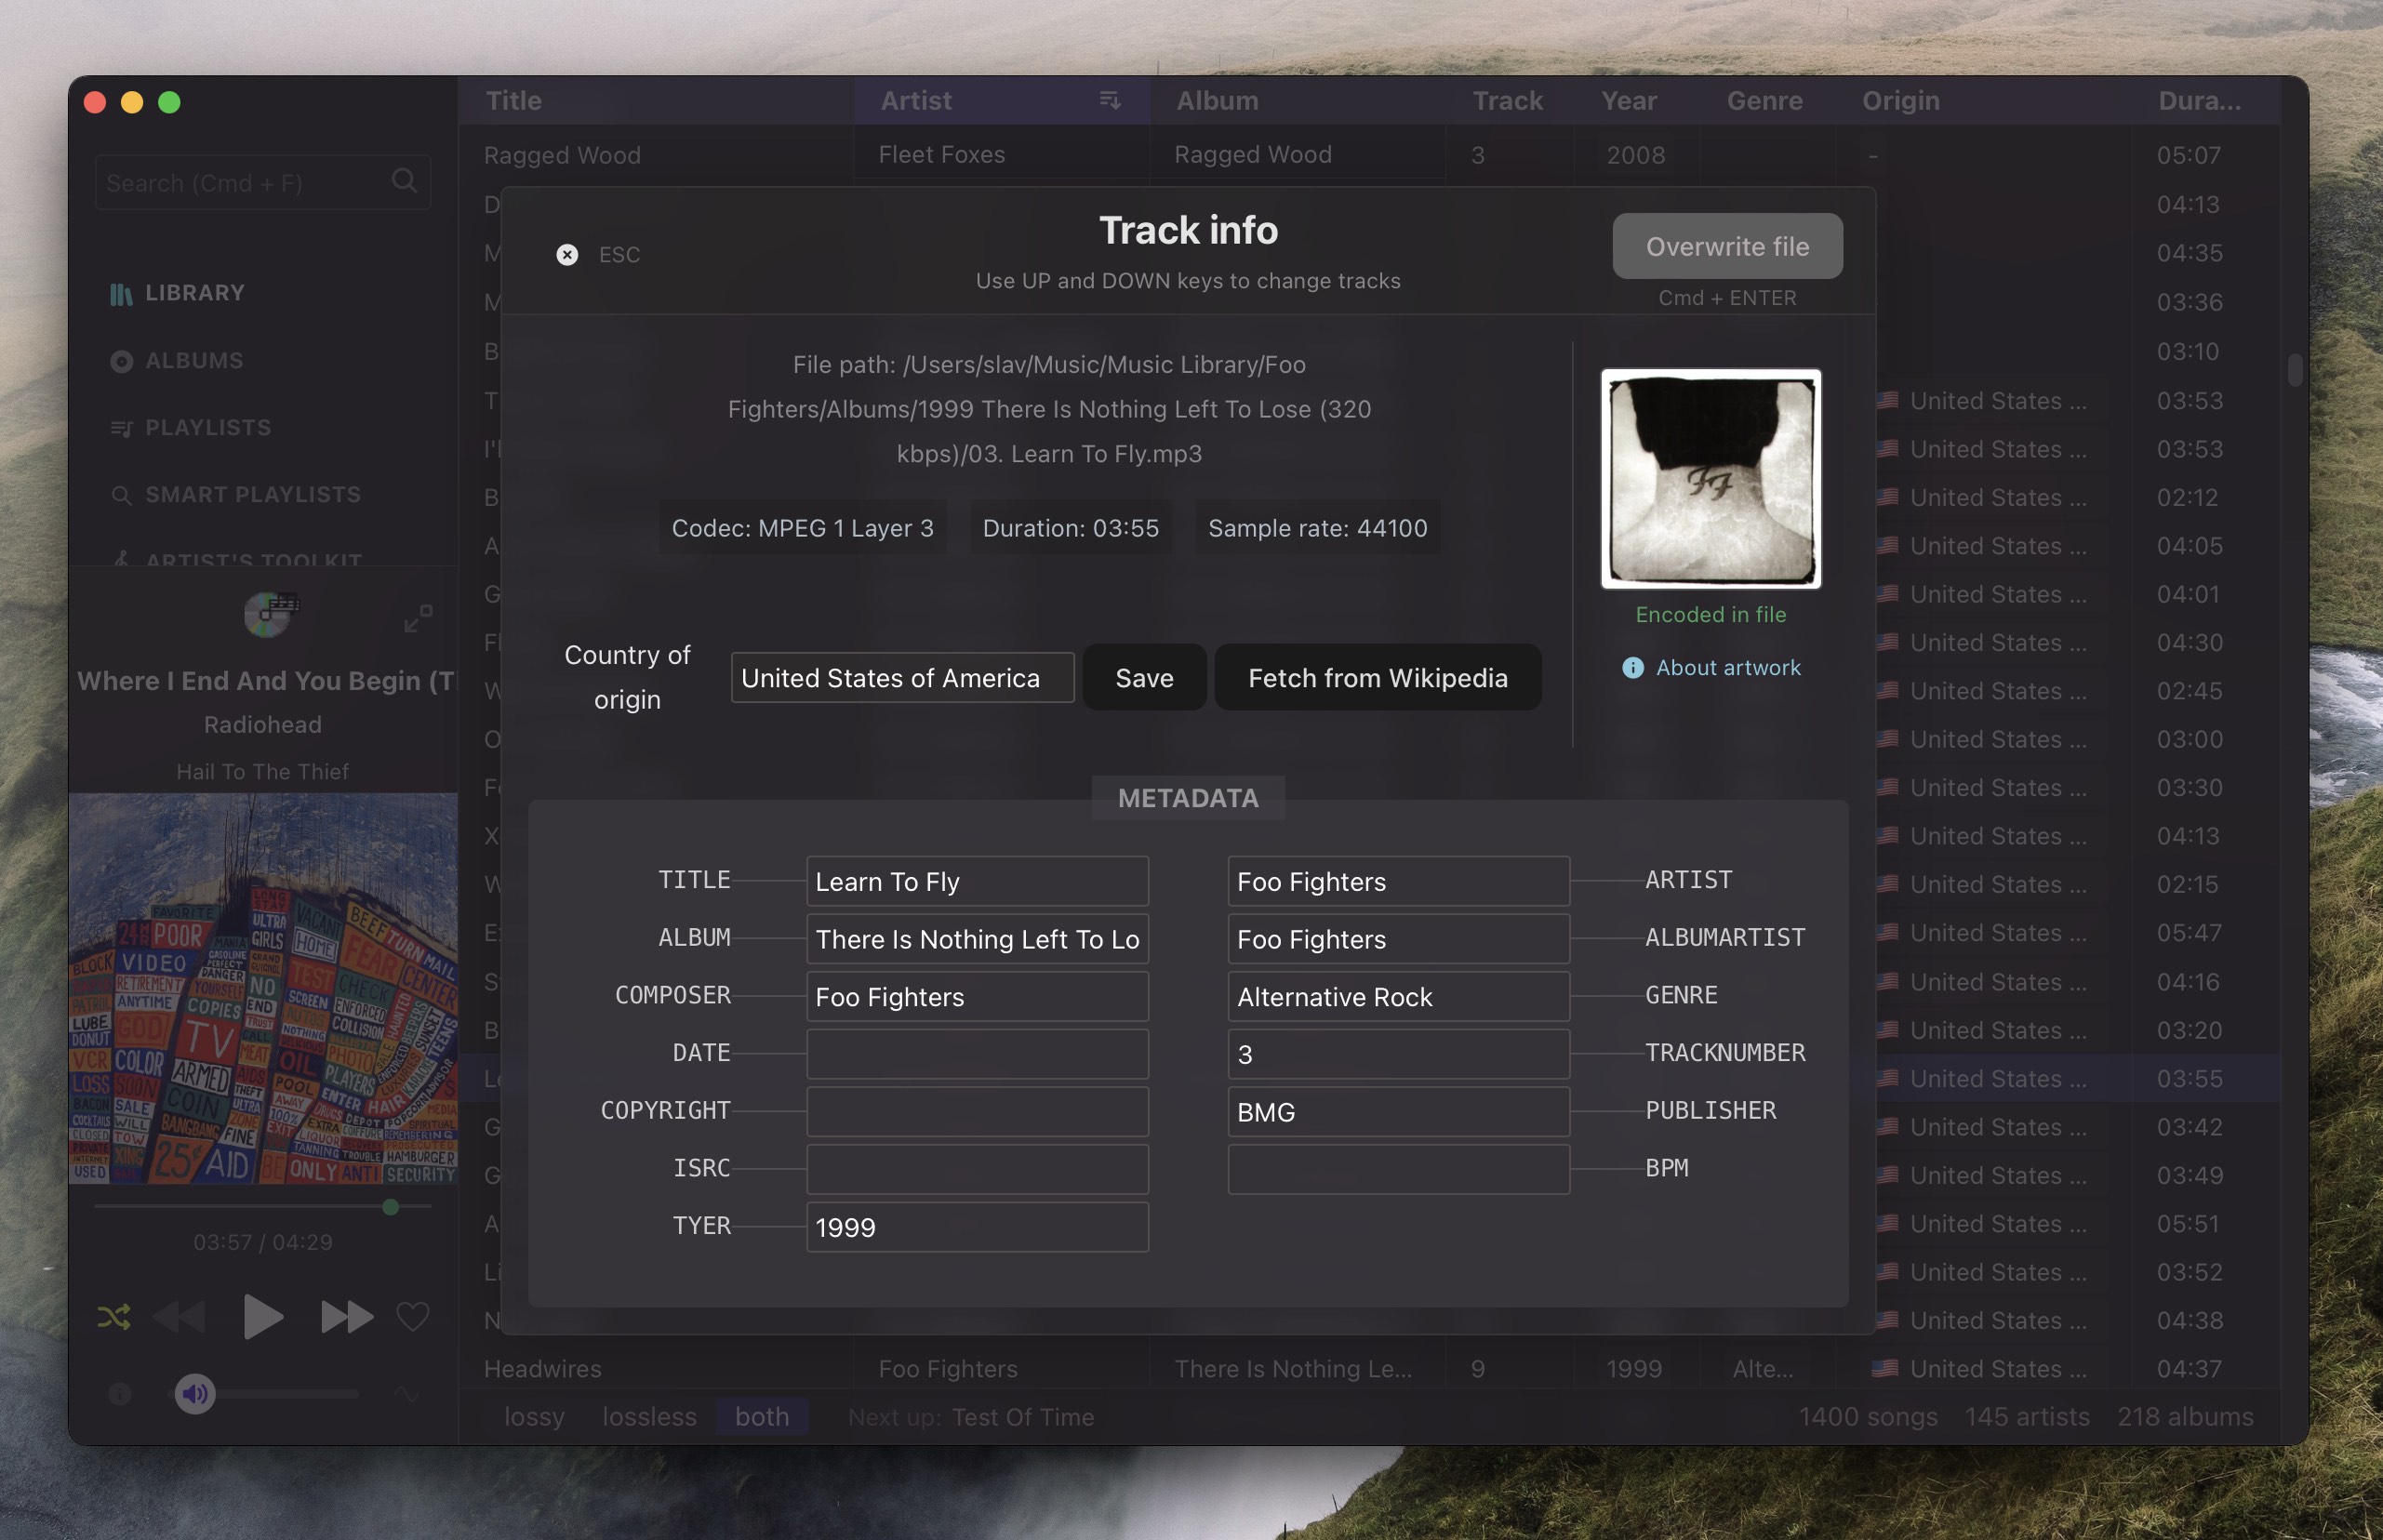 Title Artist Album Track Year Genre Origin Dura...
Search (Cmd + F)
LIBRARY
ALBUMS
PLAYLISTS
SMART PLAYLISTS
ARTIST'S TOOLKIT
Where I End And You Begin (T
Radiohead
Hail To The Thief
03:57 / 04:29
Ragged Wood Fleet Foxes Ragged Wood 3 2008 - 05:07
04:13
04:35
03:36
03:10
United States ... 03:53
United States ... 03:53
United States ... 02:12
United States ... 04:05
United States ... 04:01
United States ... 04:30
United States ... 02:45
United States ... 03:00
United States ... 03:30
United States ... 04:13
United States ... 02:15
United States ... 05:47
United States ... 04:16
United States ... 03:20
United States ... 03:55
United States ... 03:42
United States ... 03:49
United States ... 05:51
United States ... 03:52
United States ... 04:38
Headwires Foo Fighters There Is Nothing Le... 9 1999 Alte... United States ... 04:37
ESC
Track info
Use UP and DOWN keys to change tracks
Overwrite file
Cmd + ENTER
File path: /Users/slav/Music/Music Library/Foo
Fighters/Albums/1999 There Is Nothing Left To Lose (320
kbps)/03. Learn To Fly.mp3
Codec: MPEG 1 Layer 3 Duration: 03:55 Sample rate: 44100
Encoded in file
About artwork
Country of
origin
United States of America Save Fetch from Wikipedia
METADATA
TITLE Learn To Fly Foo Fighters ARTIST
ALBUM There Is Nothing Left To Lo Foo Fighters ALBUMARTIST
COMPOSER Foo Fighters Alternative Rock GENRE
DATE 3 TRACKNUMBER
COPYRIGHT BMG PUBLISHER
ISRC BPM
TYER 1999
lossy lossless both Next up: Test Of Time 1400 songs 145 artists 218 albums